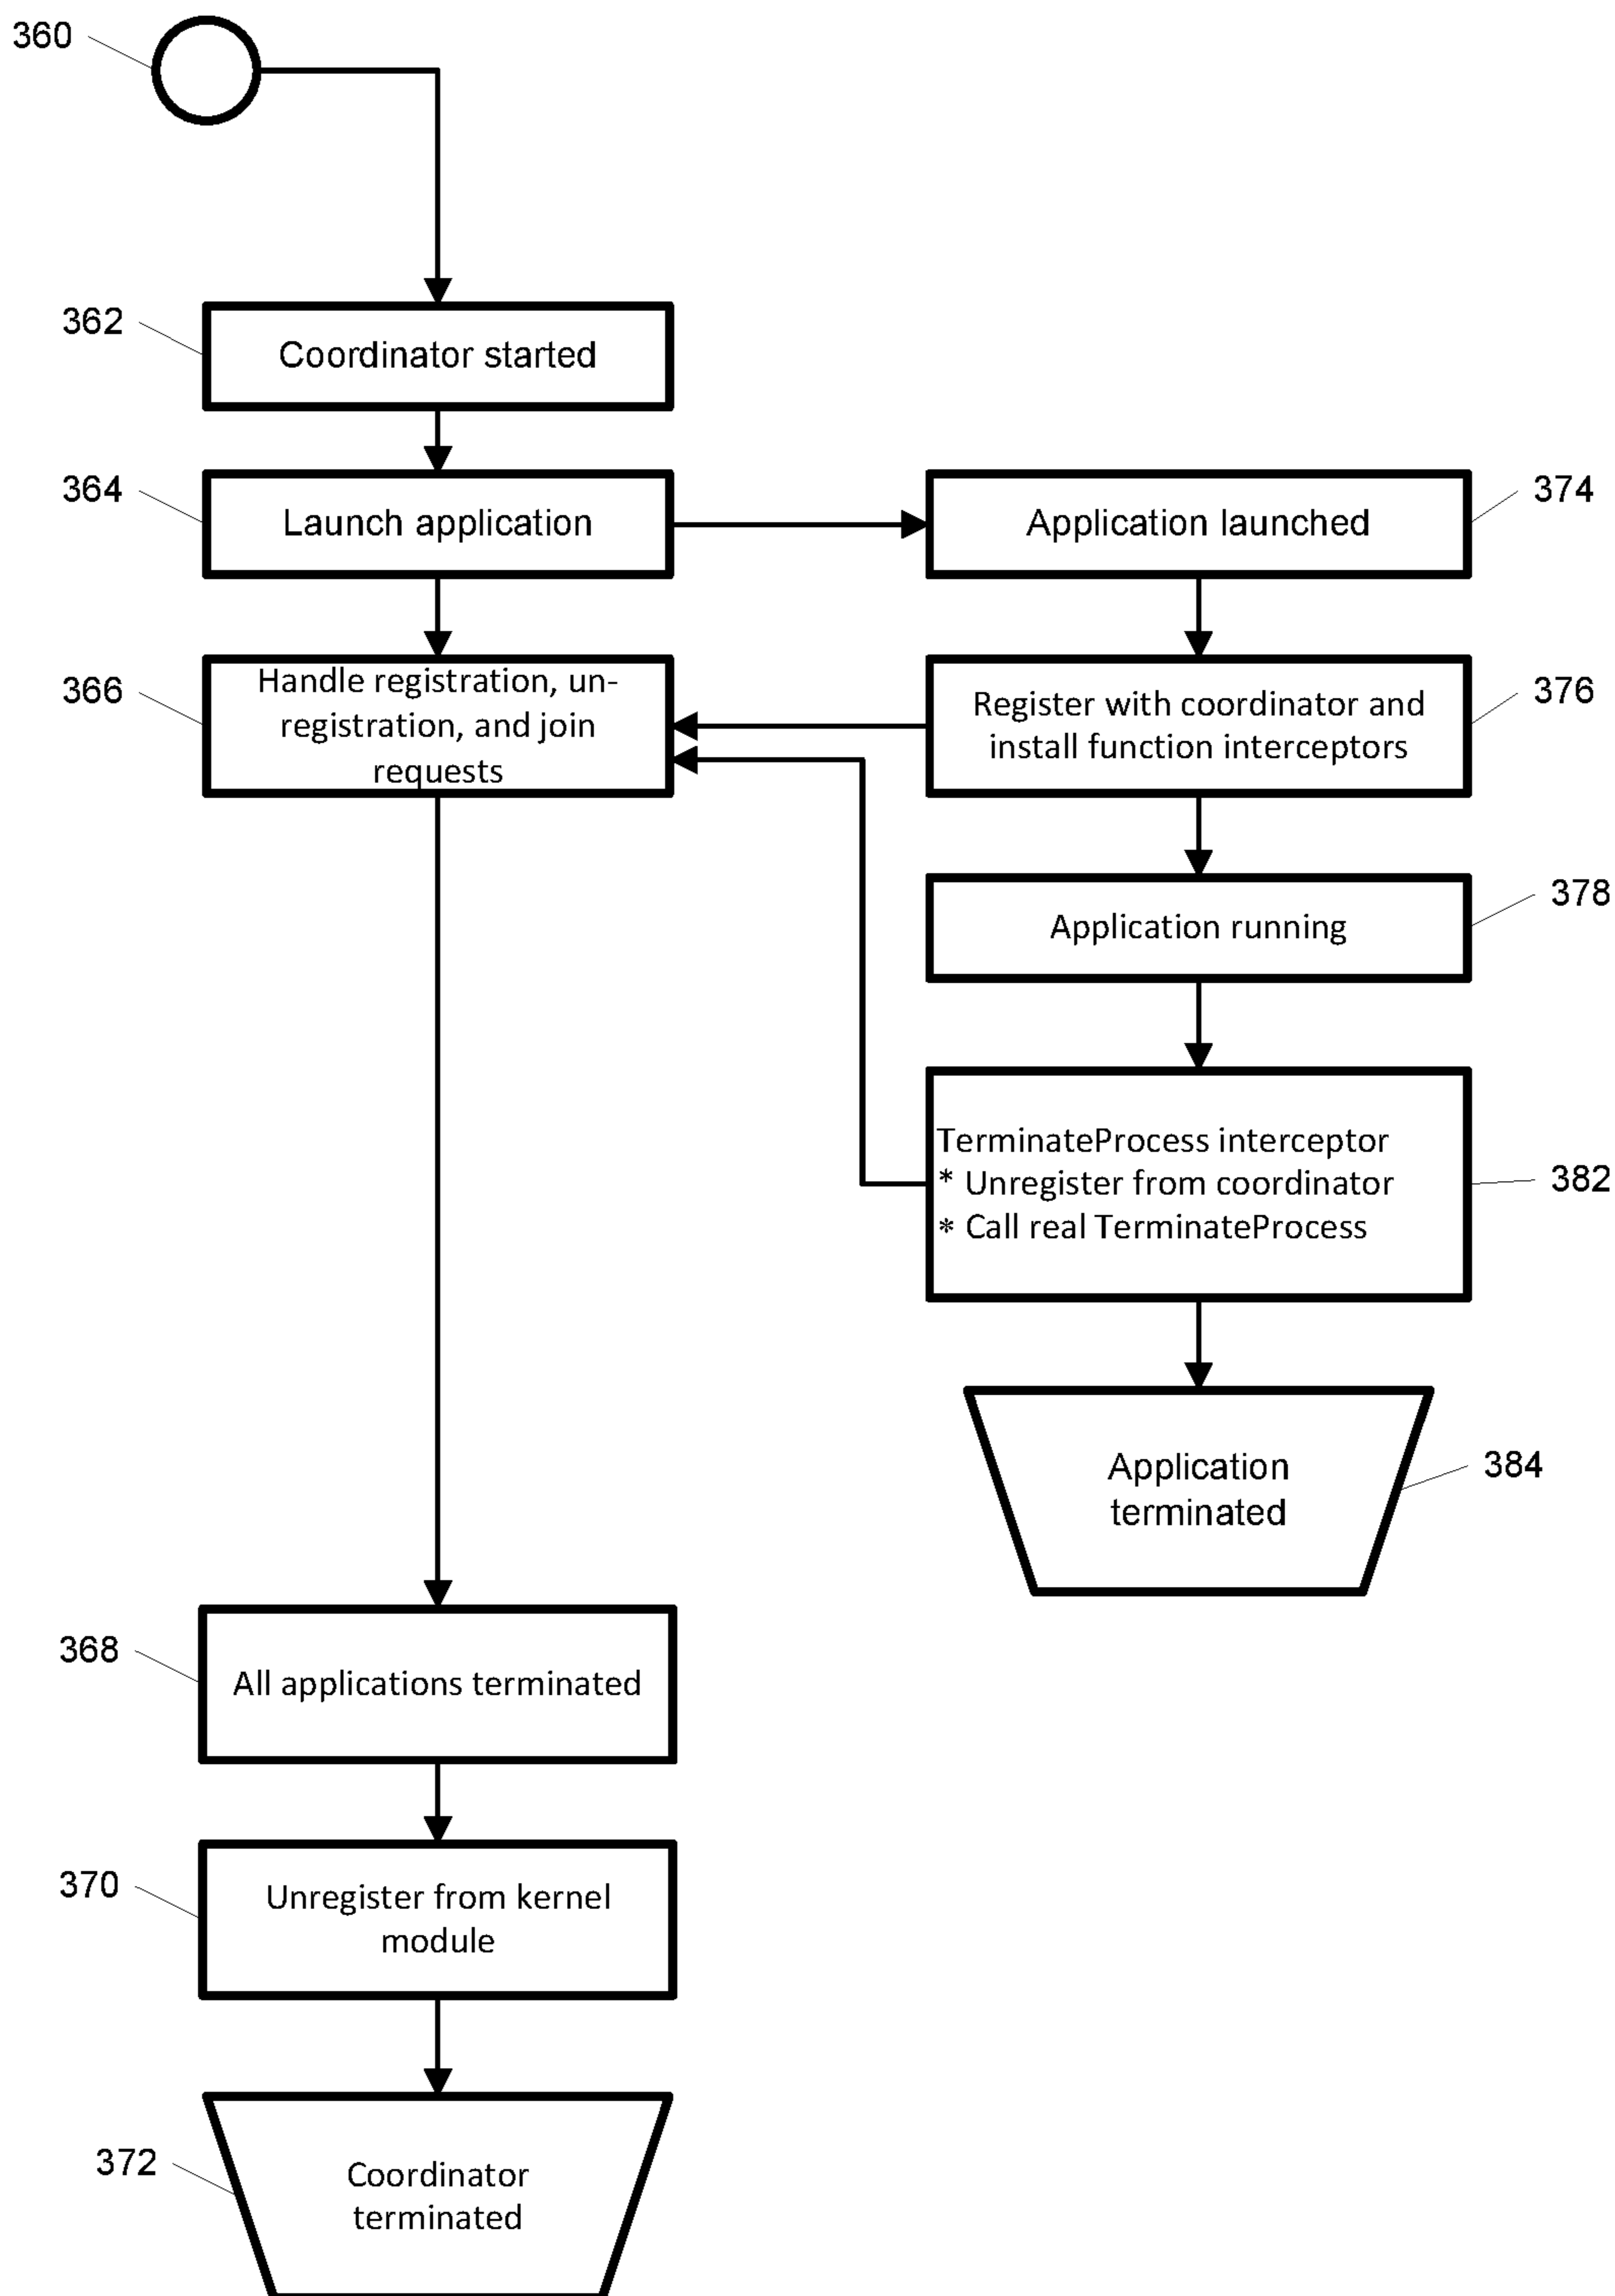 360
362
Coordinator started
364
Launch application
Application launched
374
366
Handle registration, un-
registration, and join
requests
Register with coordinator and
install function interceptors
376
Application running
378
TerminateProcess interceptor
* Unregister from coordinator
* Call real TerminateProcess
382
Application
terminated
384
368
All applications terminated
370
Unregister from kernel
module
372
Coordinator
terminated